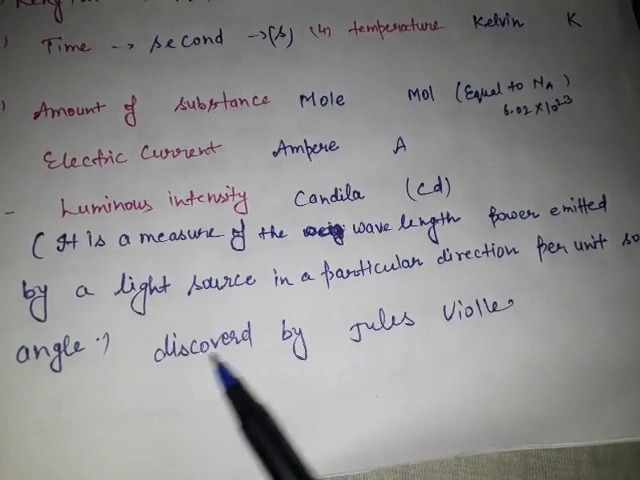 ) Time --> second -->(s) (4) temperature Kelvin K
) Amount of substance Mole Mol (Equal to NA)
6.02×10²³
Electric Current Ampere A
- Luminous intensity Candila (cd)
( It is a measure of the wave length power emitted
by a light source in a particular direction per unit so
angle.) discoverd by Jules Violle